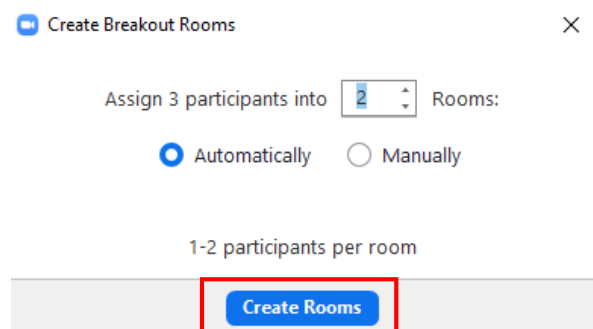 Create Breakout Rooms
Assign 3 participants into 2 Rooms:
Automatically Manually
1-2 participants per room
Create Rooms